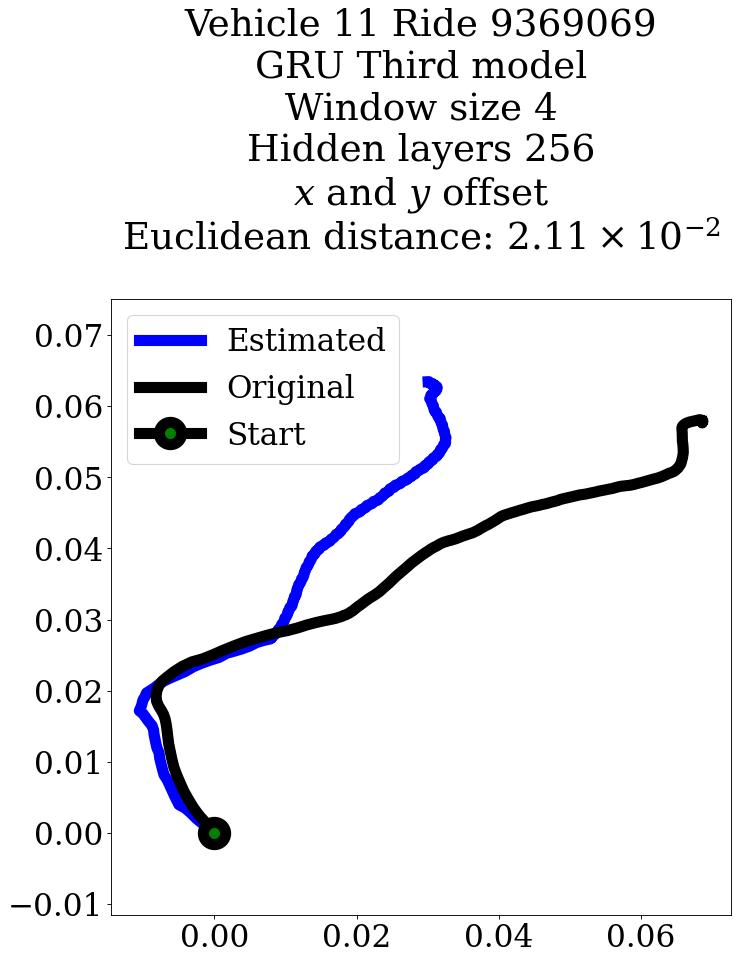 Vehicle 11 Ride 9369069
GRU Third model
Window size 4
Hidden layers 256
x and y offset
Euclidean distance: 2.11 × 10⁻²
Estimated
Original
Start
0.07
0.06
0.05
0.04
0.03
0.02
0.01
0.00
−0.01
0.00 0.02 0.04 0.06